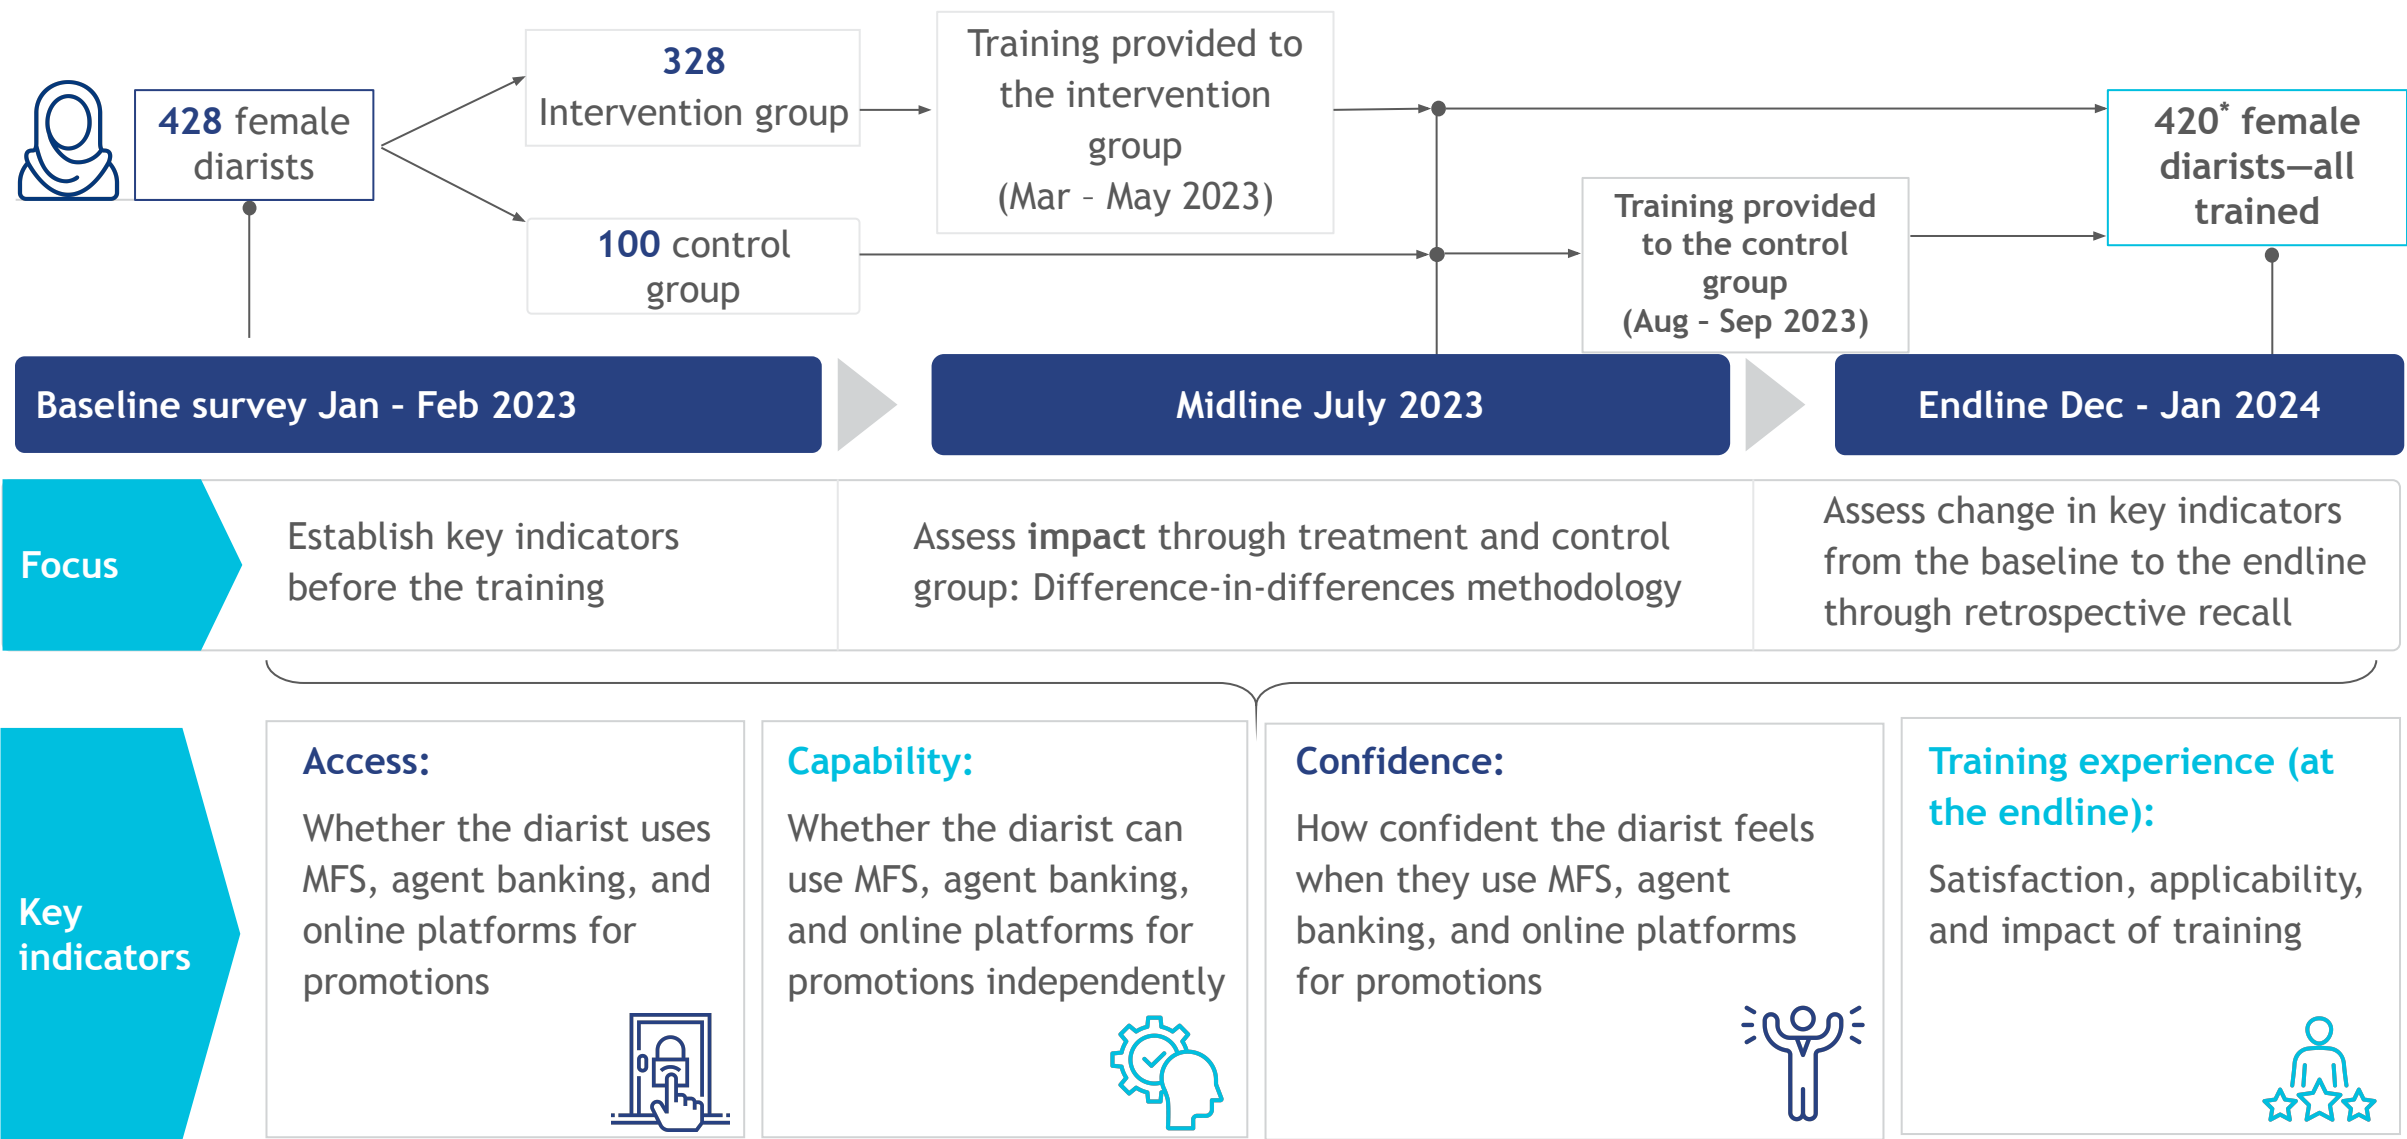 428 female
diarists
328
Intervention group
100 control
group
Training provided to
the intervention
group
(Mar – May 2023)
Training provided
to the control
group
(Aug – Sep 2023)
420* female
diarists—all
trained
Baseline survey Jan – Feb 2023
Midline July 2023
Endline Dec - Jan 2024
Focus
Establish key indicators
before the training
Assess impact through treatment and control
group: Difference-in-differences methodology
Assess change in key indicators
from the baseline to the endline
through retrospective recall
Key
indicators
Access:
Whether the diarist uses
MFS, agent banking, and
online platforms for
promotions
Capability:
Whether the diarist can
use MFS, agent banking,
and online platforms for
promotions independently
Confidence:
How confident the diarist feels
when they use MFS, agent
banking, and online platforms
for promotions
Training experience (at
the endline):
Satisfaction, applicability,
and impact of training